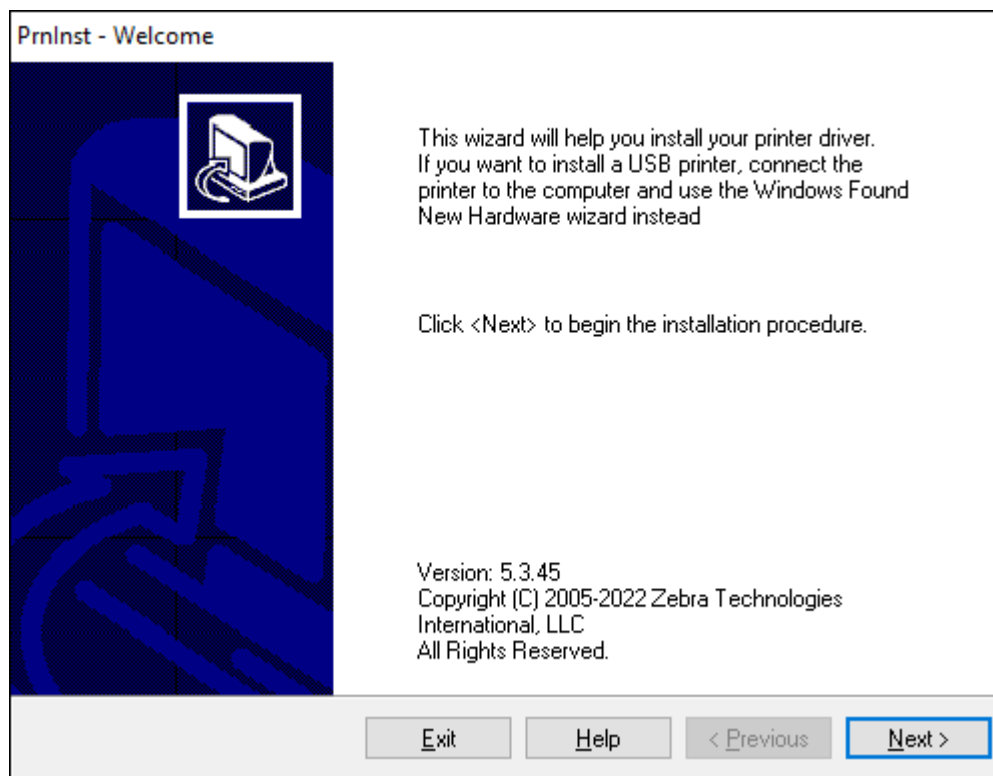 PrnInst - Welcome
This wizard will help you install your printer driver.
If you want to install a USB printer, connect the
printer to the computer and use the Windows Found
New Hardware wizard instead
Click <Next> to begin the installation procedure.
Version: 5.3.45
Copyright (C) 2005-2022 Zebra Technologies
International, LLC
All Rights Reserved.
Exit Help < Previous Next >